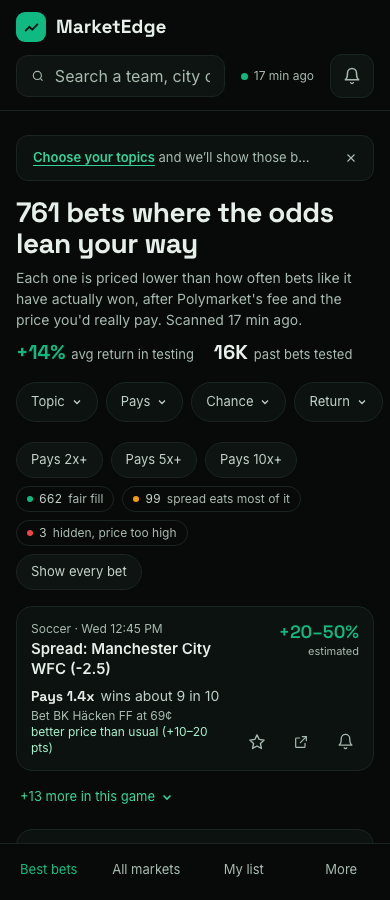 MarketEdge
Search a team, city c
17 min ago
Choose your topics and we'll show those b...
761 bets where the odds
lean your way
Each one is priced lower than how often bets like it
have actually won, after Polymarket's fee and the
price you'd really pay. Scanned 17 min ago.
+14% avg return in testing 16K past bets tested
Topic Pays Chance Return
Pays 2x+ Pays 5x+ Pays 10x+
662 fair fill 99 spread eats most of it
3 hidden, price too high
Show every bet
Soccer · Wed 12:45 PM
+20–50%
estimated
Spread: Manchester City
WFC (-2.5)
Pays 1.4x wins about 9 in 10
Bet BK Häcken FF at 69¢
better price than usual (+10–20
pts)
+13 more in this game
Best bets All markets My list More